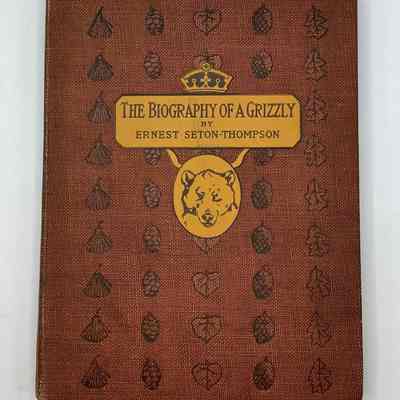 THE BIOGRAPHY OF A GRIZZLY
BY
ERNEST SETON-THOMPSON